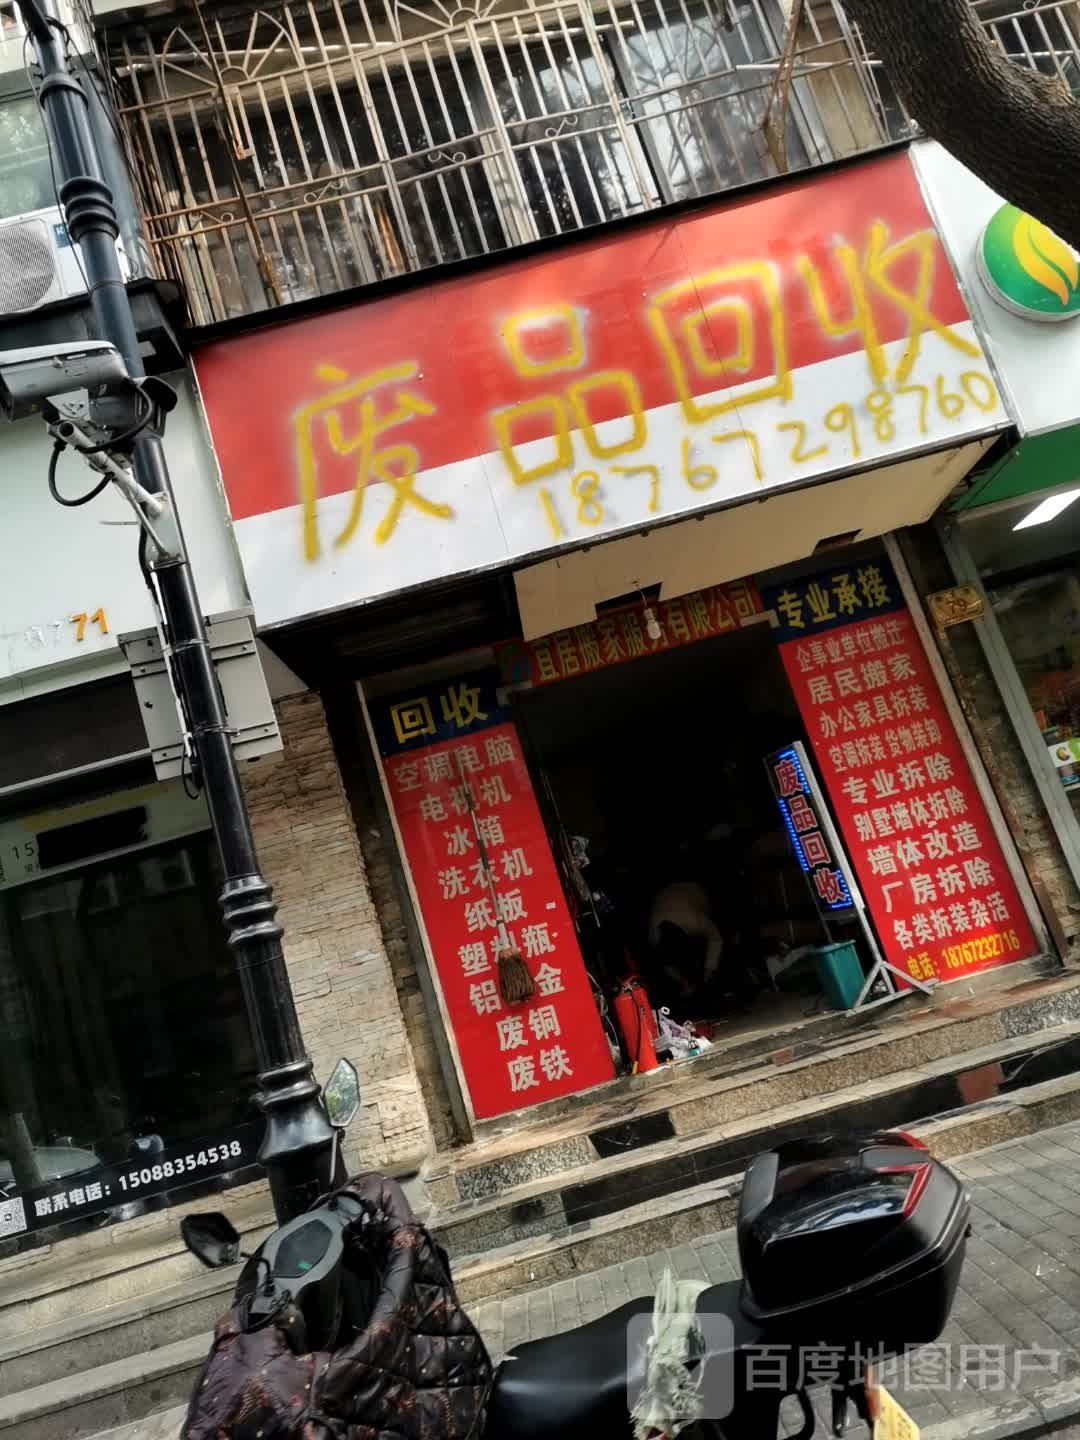 废品回收
18767298760
宜居搬家服务有限公司
回收
空调电脑
电视机
冰箱
洗衣机
纸板
塑料瓶
铝 金
废铜
废铁
废品回收
专业承接
企事业单位搬迁
居民搬家
办公家具拆装
空调拆装 货物装卸
专业拆除
别墅墙体拆除
墙体改造
厂房拆除
各类拆装杂活
电话：18767232716
79
71
15
联系电话：15088354538
百度地图用户